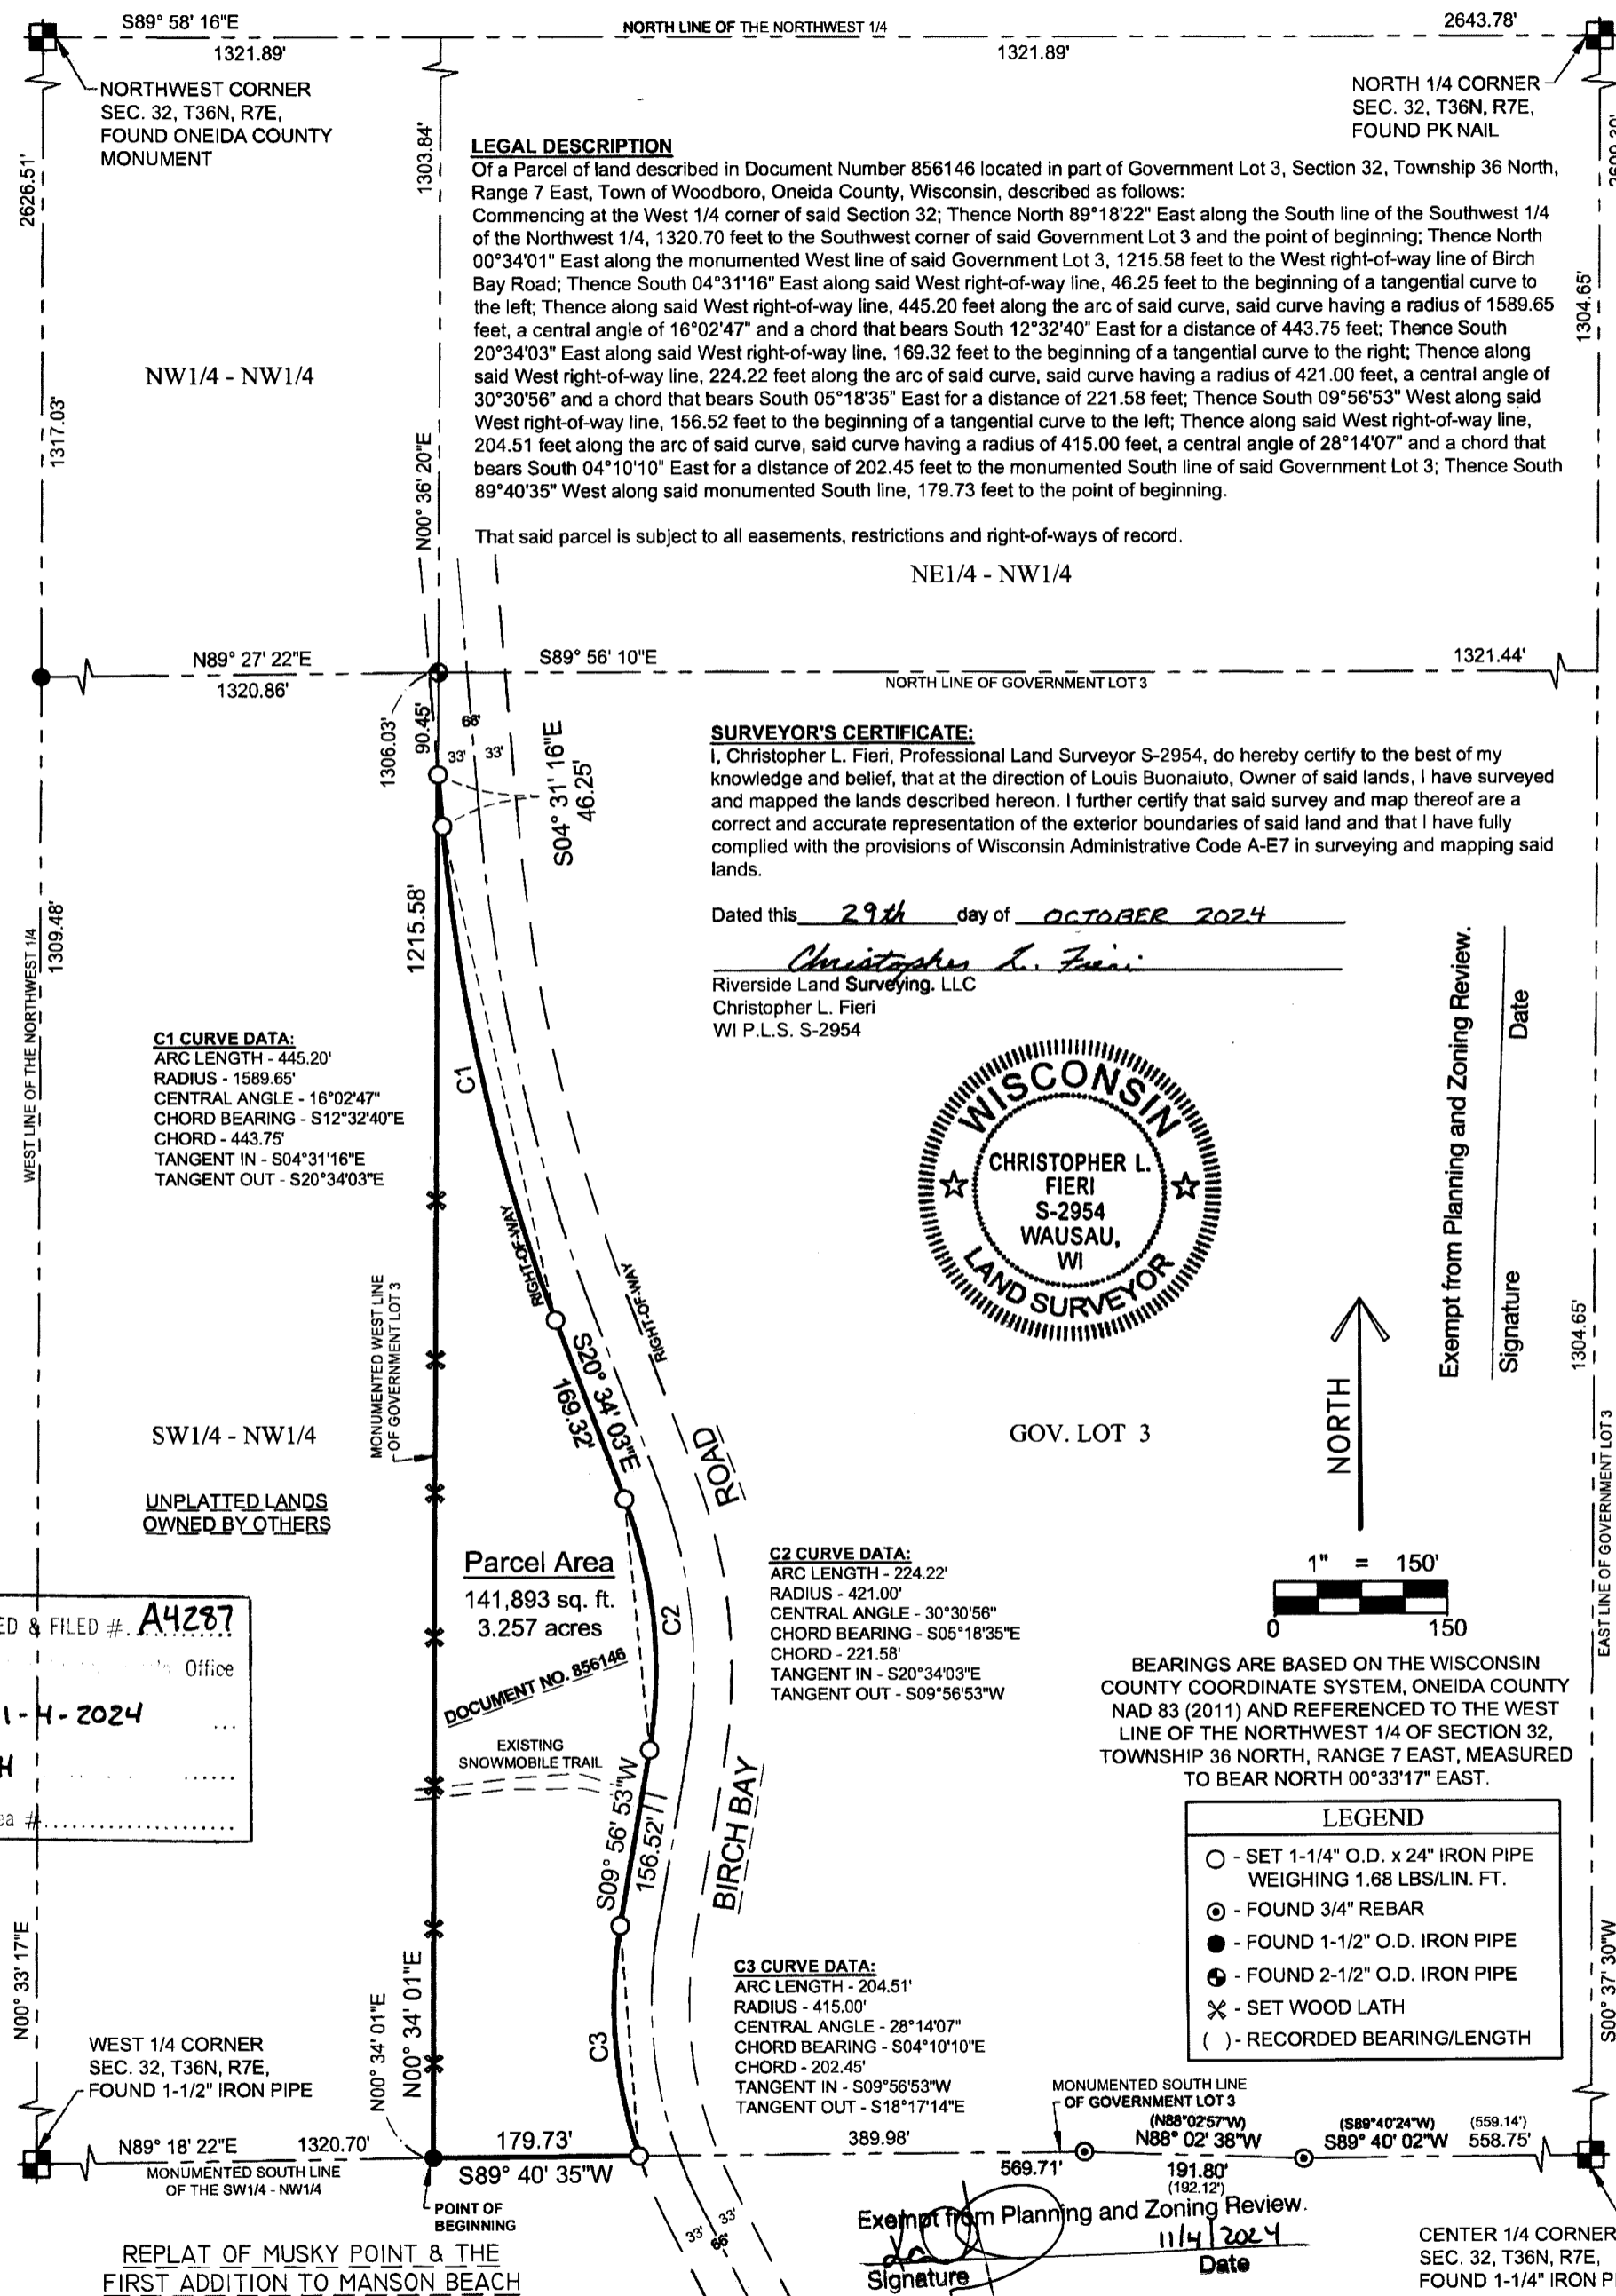 S89° 58' 16"E
NORTH LINE OF THE NORTHWEST 1/4
2643.78'
1321.89'
1321.89'
NORTHWEST CORNER
SEC. 32, T36N, R7E,
FOUND ONEIDA COUNTY
MONUMENT
NORTH 1/4 CORNER
SEC. 32, T36N, R7E,
FOUND PK NAIL
2626.51'
1303.84'
LEGAL DESCRIPTION
Of a Parcel of land described in Document Number 856146 located in part of Government Lot 3, Section 32, Township 36 North,
Range 7 East, Town of Woodboro, Oneida County, Wisconsin, described as follows:
Commencing at the West 1/4 corner of said Section 32; Thence North 89°18'22" East along the South line of the Southwest 1/4
of the Northwest 1/4, 1320.70 feet to the Southwest corner of said Government Lot 3 and the point of beginning; Thence North
00°34'01" East along the monumented West line of said Government Lot 3, 1215.58 feet to the West right-of-way line of Birch
Bay Road; Thence South 04°31'16" East along said West right-of-way line, 46.25 feet to the beginning of a tangential curve to
the left; Thence along said West right-of-way line, 445.20 feet along the arc of said curve, said curve having a radius of 1589.65
feet, a central angle of 16°02'47" and a chord that bears South 12°32'40" East for a distance of 443.75 feet; Thence South
20°34'03" East along said West right-of-way line, 169.32 feet to the beginning of a tangential curve to the right; Thence along
said West right-of-way line, 224.22 feet along the arc of said curve, said curve having a radius of 421.00 feet, a central angle of
30°30'56" and a chord that bears South 05°18'35" East for a distance of 221.58 feet; Thence South 09°56'53" West along said
West right-of-way line, 156.52 feet to the beginning of a tangential curve to the left; Thence along said West right-of-way line,
204.51 feet along the arc of said curve, said curve having a radius of 415.00 feet, a central angle of 28°14'07" and a chord that
bears South 04°10'10" East for a distance of 202.45 feet to the monumented South line of said Government Lot 3; Thence South
89°40'35" West along said monumented South line, 179.73 feet to the point of beginning.
That said parcel is subject to all easements, restrictions and right-of-ways of record.
1304.65'
NW1/4 - NW1/4
1317.03'
N00° 36' 20"E
NE1/4 - NW1/4
N89° 27' 22"E
1320.86'
S89° 56' 10"E
1321.44'
NORTH LINE OF GOVERNMENT LOT 3
1306.03'
90.45'
66'
33'
33'
S04° 31' 16"E
46.25'
SURVEYOR'S CERTIFICATE:
I, Christopher L. Fieri, Professional Land Surveyor S-2954, do hereby certify to the best of my
knowledge and belief, that at the direction of Louis Buonaiuto, Owner of said lands, I have surveyed
and mapped the lands described hereon. I further certify that said survey and map thereof are a
correct and accurate representation of the exterior boundaries of said land and that I have fully
complied with the provisions of Wisconsin Administrative Code A-E7 in surveying and mapping said
lands.
Dated this 29th day of OCTOBER 2024
Christopher L. Fieri
Riverside Land Surveying. LLC
Christopher L. Fieri
WI P.L.S. S-2954
Exempt from Planning and Zoning Review.
Signature
Date
WEST LINE OF THE NORTHWEST 1/4
1309.48'
1215.58'
C1 CURVE DATA:
ARC LENGTH - 445.20'
RADIUS - 1589.65'
CENTRAL ANGLE - 16°02'47"
CHORD BEARING - S12°32'40"E
CHORD - 443.75'
TANGENT IN - S04°31'16"E
TANGENT OUT - S20°34'03"E
C1
WISCONSIN
CHRISTOPHER L.
FIERI
S-2954
WAUSAU,
WI
LAND SURVEYOR
RIGHT-OF-WAY
RIGHT-OF-WAY
MONUMENTED WEST LINE
OF GOVERNMENT LOT 3
S20° 34' 03"E
169.32'
1304.65'
NORTH
SW1/4 - NW1/4
GOV. LOT 3
UNPLATTED LANDS
OWNED BY OTHERS
ROAD
EAST LINE OF GOVERNMENT LOT 3
Parcel Area
141,893 sq. ft.
3.257 acres
C2
C2 CURVE DATA:
ARC LENGTH - 224.22'
RADIUS - 421.00'
CENTRAL ANGLE - 30°30'56"
CHORD BEARING - S05°18'35"E
CHORD - 221.58'
TANGENT IN - S20°34'03"E
TANGENT OUT - S09°56'53"W
1" = 150'
0 150
ED & FILED # A4287
Office
1-4-2024
H
ea #
DOCUMENT NO. 856146
EXISTING
SNOWMOBILE TRAIL
BEARINGS ARE BASED ON THE WISCONSIN
COUNTY COORDINATE SYSTEM, ONEIDA COUNTY
NAD 83 (2011) AND REFERENCED TO THE WEST
LINE OF THE NORTHWEST 1/4 OF SECTION 32,
TOWNSHIP 36 NORTH, RANGE 7 EAST, MEASURED
TO BEAR NORTH 00°33'17" EAST.
S09° 56' 53"W
156.52'
BIRCH BAY
LEGEND
- SET 1-1/4" O.D. x 24" IRON PIPE
WEIGHING 1.68 LBS/LIN. FT.
- FOUND 3/4" REBAR
- FOUND 1-1/2" O.D. IRON PIPE
- FOUND 2-1/2" O.D. IRON PIPE
- SET WOOD LATH
( ) - RECORDED BEARING/LENGTH
N00° 33' 17"E
S00° 37' 30"W
N00° 34' 01"E
N00° 34' 01"E
C3
C3 CURVE DATA:
ARC LENGTH - 204.51'
RADIUS - 415.00'
CENTRAL ANGLE - 28°14'07"
CHORD BEARING - S04°10'10"E
CHORD - 202.45'
TANGENT IN - S09°56'53"W
TANGENT OUT - S18°17'14"E
WEST 1/4 CORNER
SEC. 32, T36N, R7E,
FOUND 1-1/2" IRON PIPE
MONUMENTED SOUTH LINE
OF GOVERNMENT LOT 3
N89° 18' 22"E
1320.70'
MONUMENTED SOUTH LINE
OF THE SW1/4 - NW1/4
179.73'
S89° 40' 35"W
389.98'
569.71'
(N88°02'57"W)
N88° 02' 38"W
191.80'
(192.12')
(S89°40'24"W)
S89° 40' 02"W
(559.14')
558.75'
POINT OF
BEGINNING
33'
33'
66'
REPLAT OF MUSKY POINT & THE
FIRST ADDITION TO MANSON BEACH
Exempt from Planning and Zoning Review.
11/4/2024
Signature
Date
CENTER 1/4 CORNER
SEC. 32, T36N, R7E,
FOUND 1-1/4" IRON P